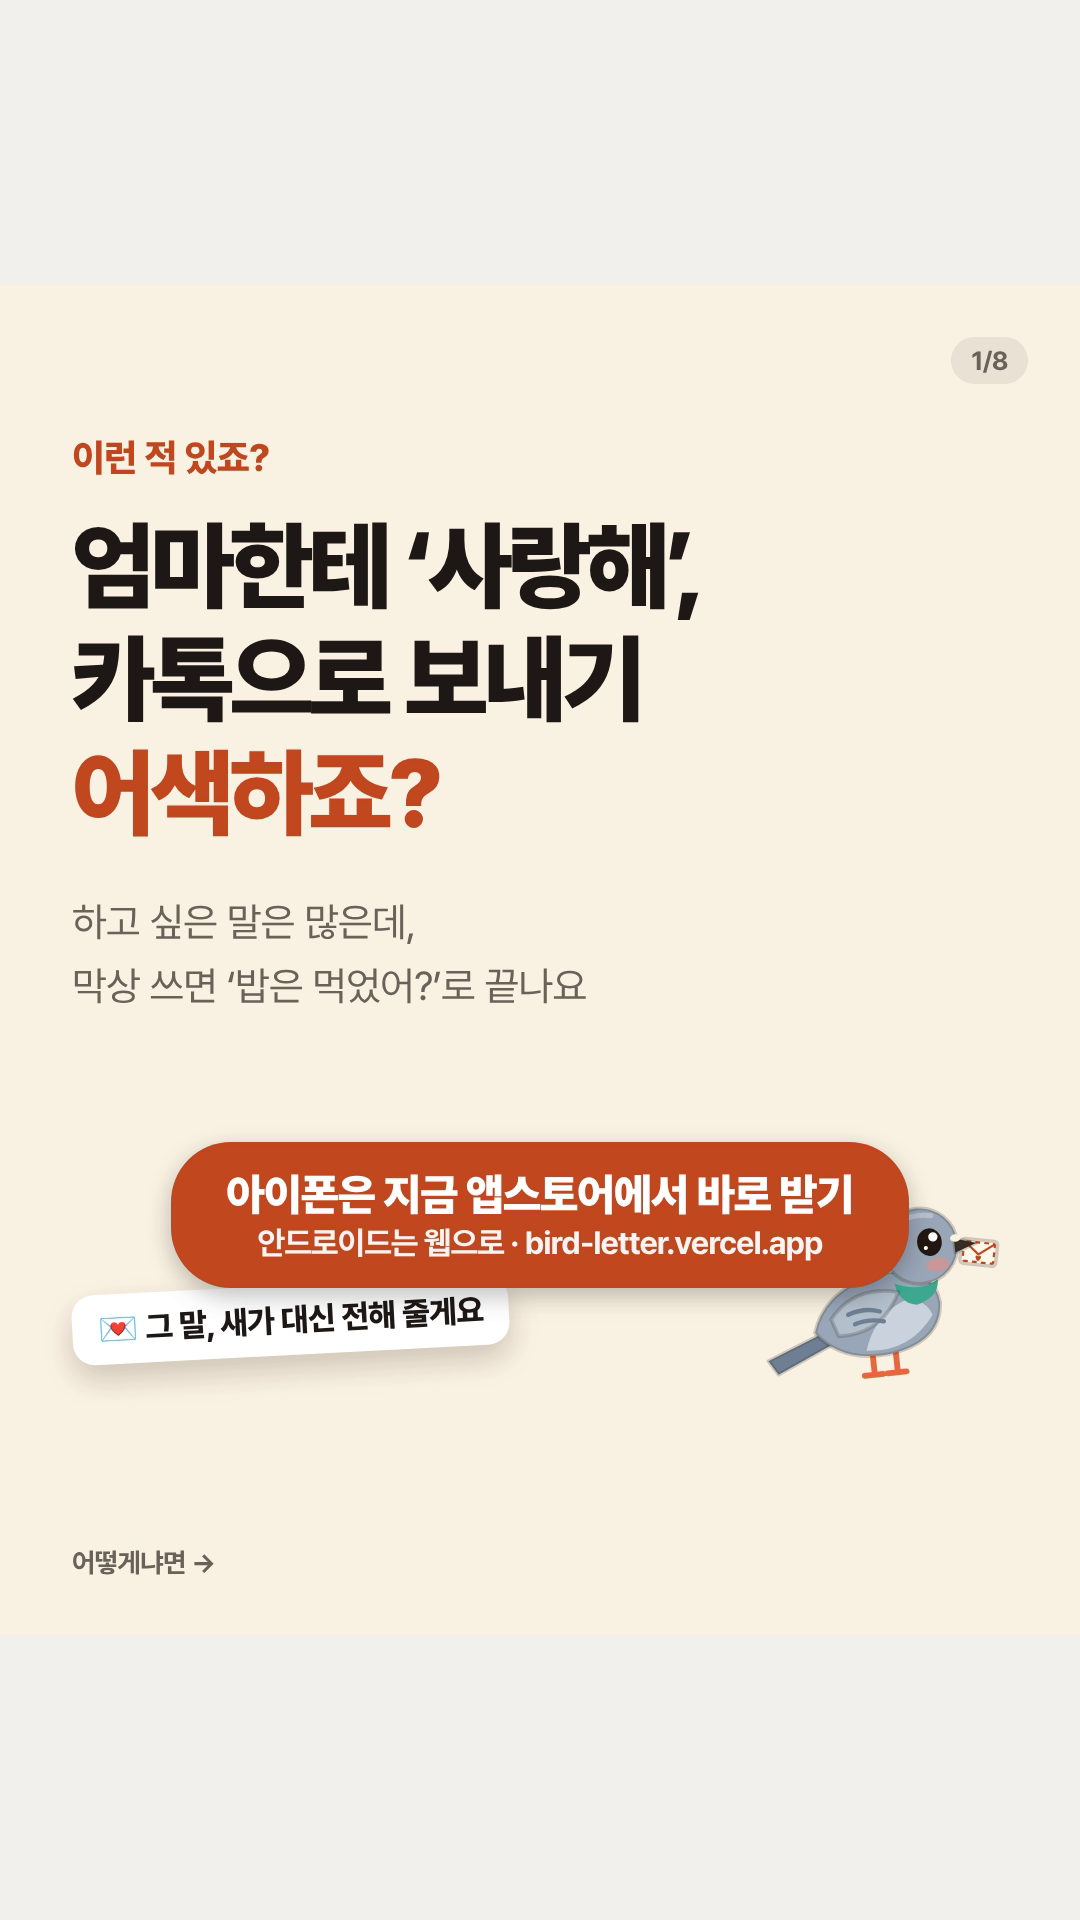 1/8
이런 적 있죠?
엄마한테 ‘사랑해’,
카톡으로 보내기
어색하죠?
하고 싶은 말은 많은데,
막상 쓰면 ‘밥은 먹었어?’로 끝나요
아이폰은 지금 앱스토어에서 바로 받기
안드로이드는 웹으로 · bird-letter.vercel.app
💌 그 말, 새가 대신 전해 줄게요
어떻게냐면 →